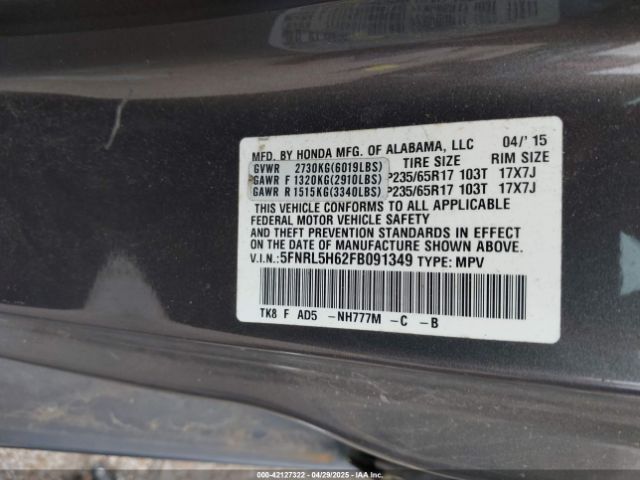 MFD. BY HONDA MFG. OF ALABAMA, LLC 04/'15
TIRE SIZE RIM SIZE
GVWR 2730KG(6019LBS)
GAWR F 1320KG(2910LBS) P235/65R17 103T 17X7J
GAWR R 1515KG(3340LBS) P235/65R17 103T 17X7J
THIS VEHICLE CONFORMS TO ALL APPLICABLE
FEDERAL MOTOR VEHICLE SAFETY
AND THEFT PREVENTION STANDARDS IN EFFECT
ON THE DATE OF MANUFACTURE SHOWN ABOVE.
V.I.N.:5FNRL5H62FB091349 TYPE: MPV
TK8 F AD5 -NH777M -C -B
00-42127322 - 04/29/2025 - IAAI.COM